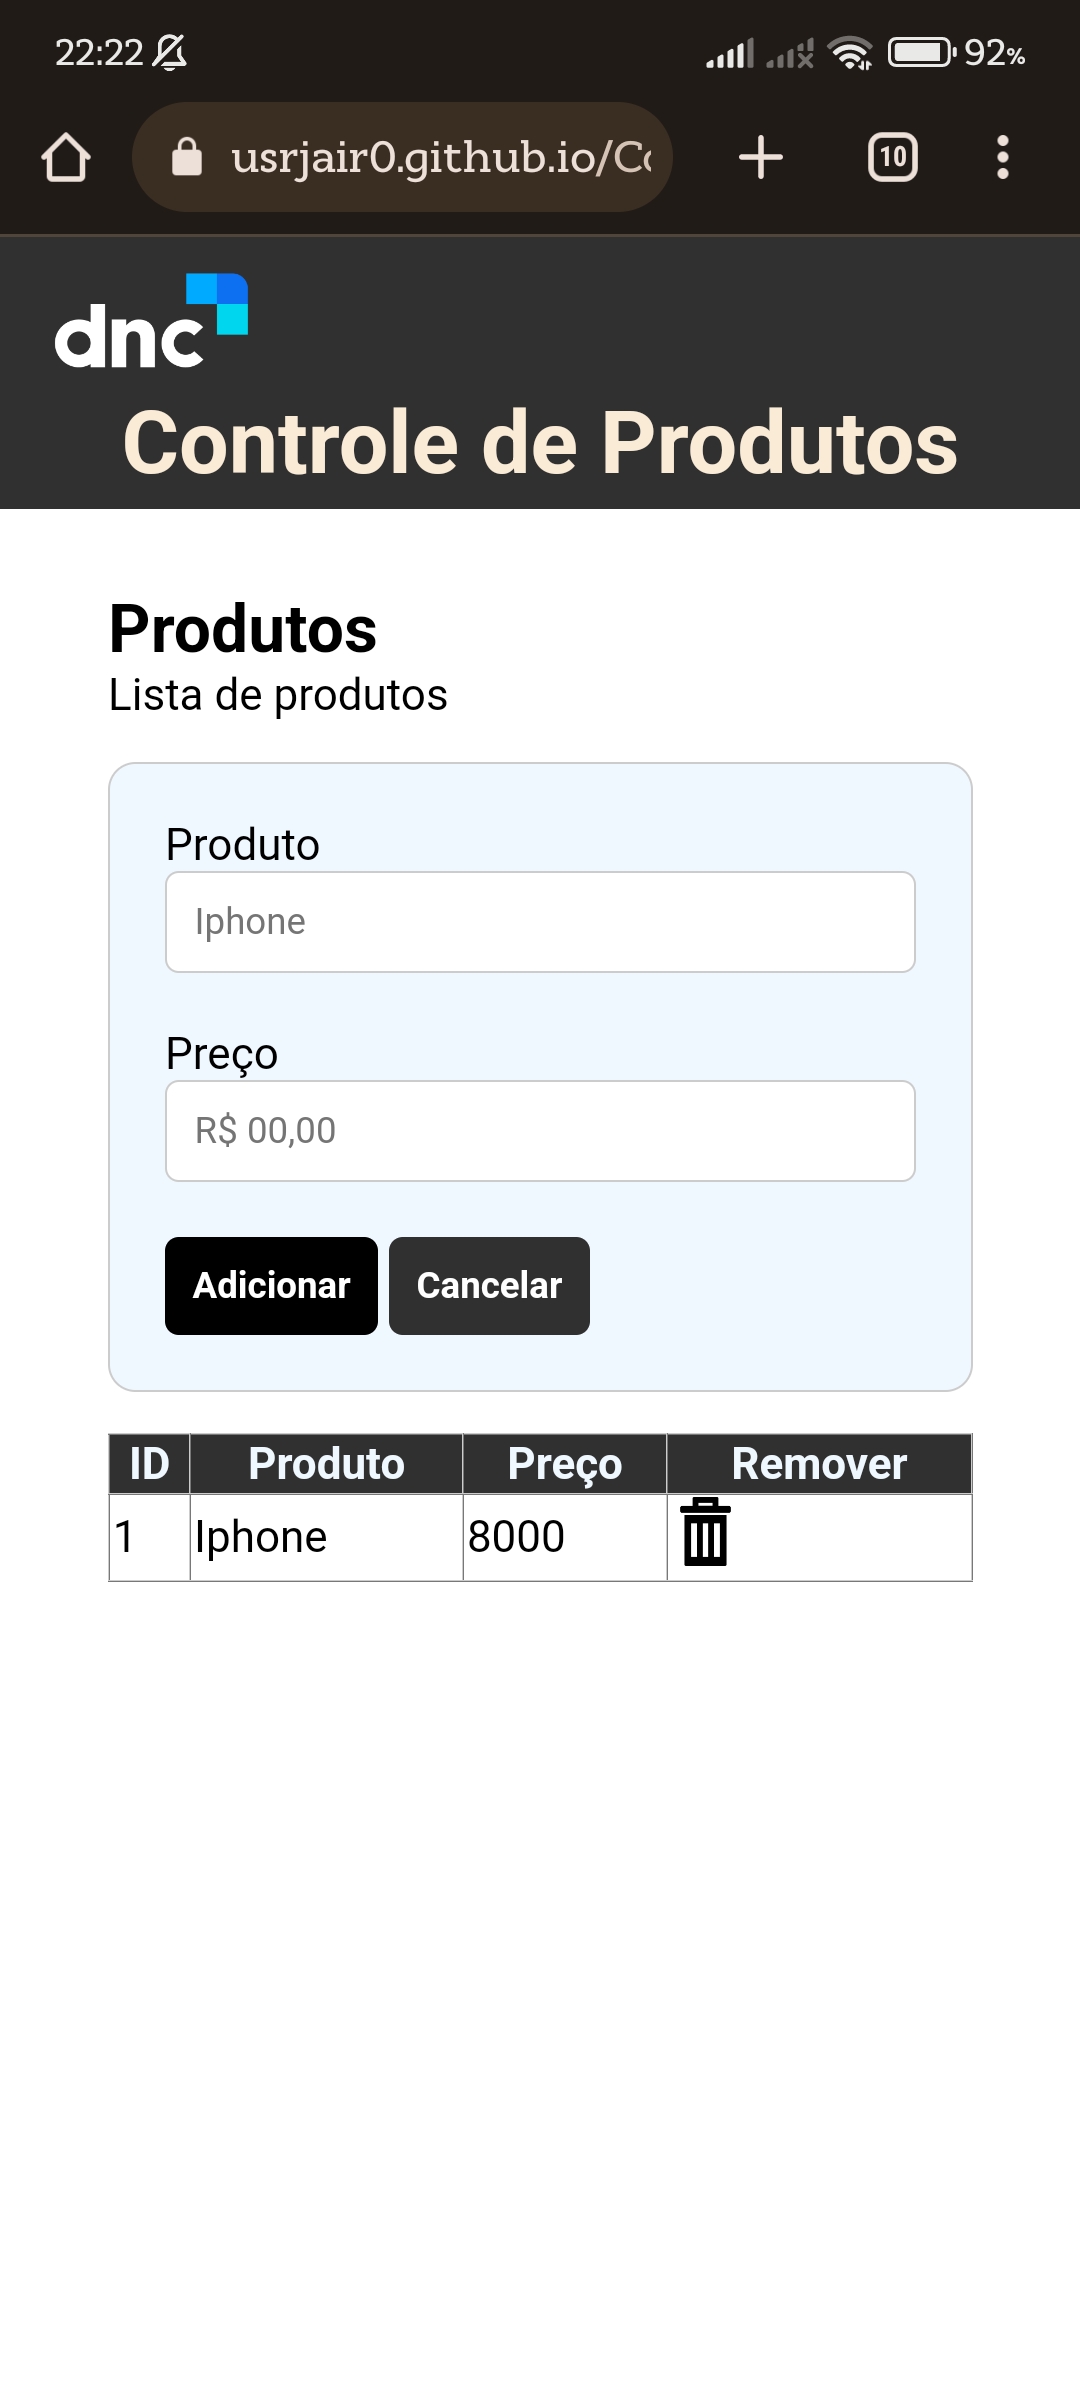 22:22 92%
usrjair0.github.io/Co 10
dnc
Controle de Produtos
Produtos
Lista de produtos
Produto
Iphone
Preço
R$ 00,00
Adicionar Cancelar
ID Produto Preço Remover
1 Iphone 8000